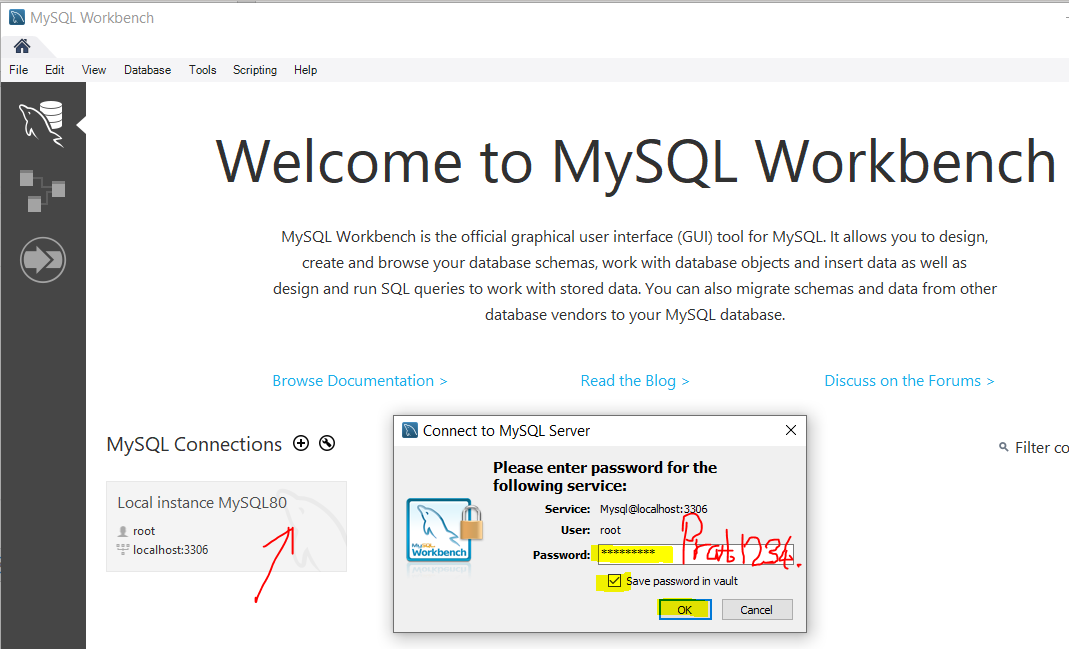 MySQL Workbench
File Edit View Database Tools Scripting Help
Welcome to MySQL Workbench
MySQL Workbench is the official graphical user interface (GUI) tool for MySQL. It allows you to design,
create and browse your database schemas, work with database objects and insert data as well as
design and run SQL queries to work with stored data. You can also migrate schemas and data from other
database vendors to your MySQL database.
Browse Documentation > Read the Blog > Discuss on the Forums >
MySQL Connections
Filter co
Local instance MySQL80
root
localhost:3306
Connect to MySQL Server
Please enter password for the
following service:
Service: Mysql@localhost:3306
User: root
Password: *********
MySQL
Workbench
Save password in vault
OK Cancel